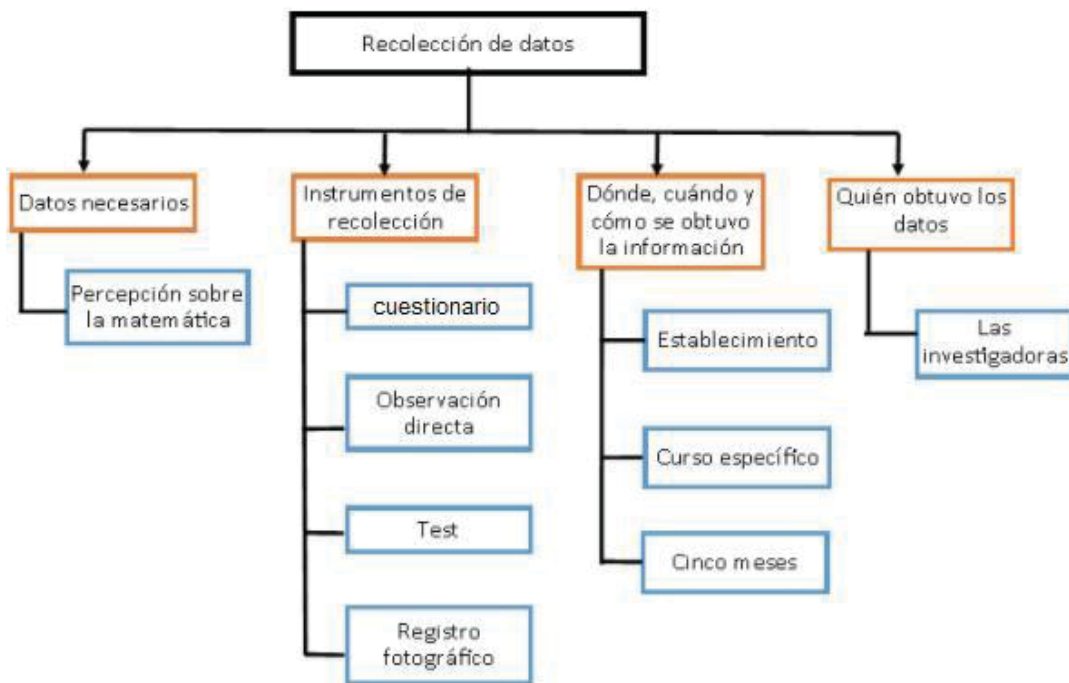 Recolección de datos
Datos necesarios
Percepción sobre
la matemática
Instrumentos de
recolección
cuestionario
Observación
directa
Test
Registro
fotográfico
Dónde, cuándo y
cómo se obtuvo
la información
Establecimiento
Curso específico
Cinco meses
Quién obtuvo los
datos
Las
investigadoras